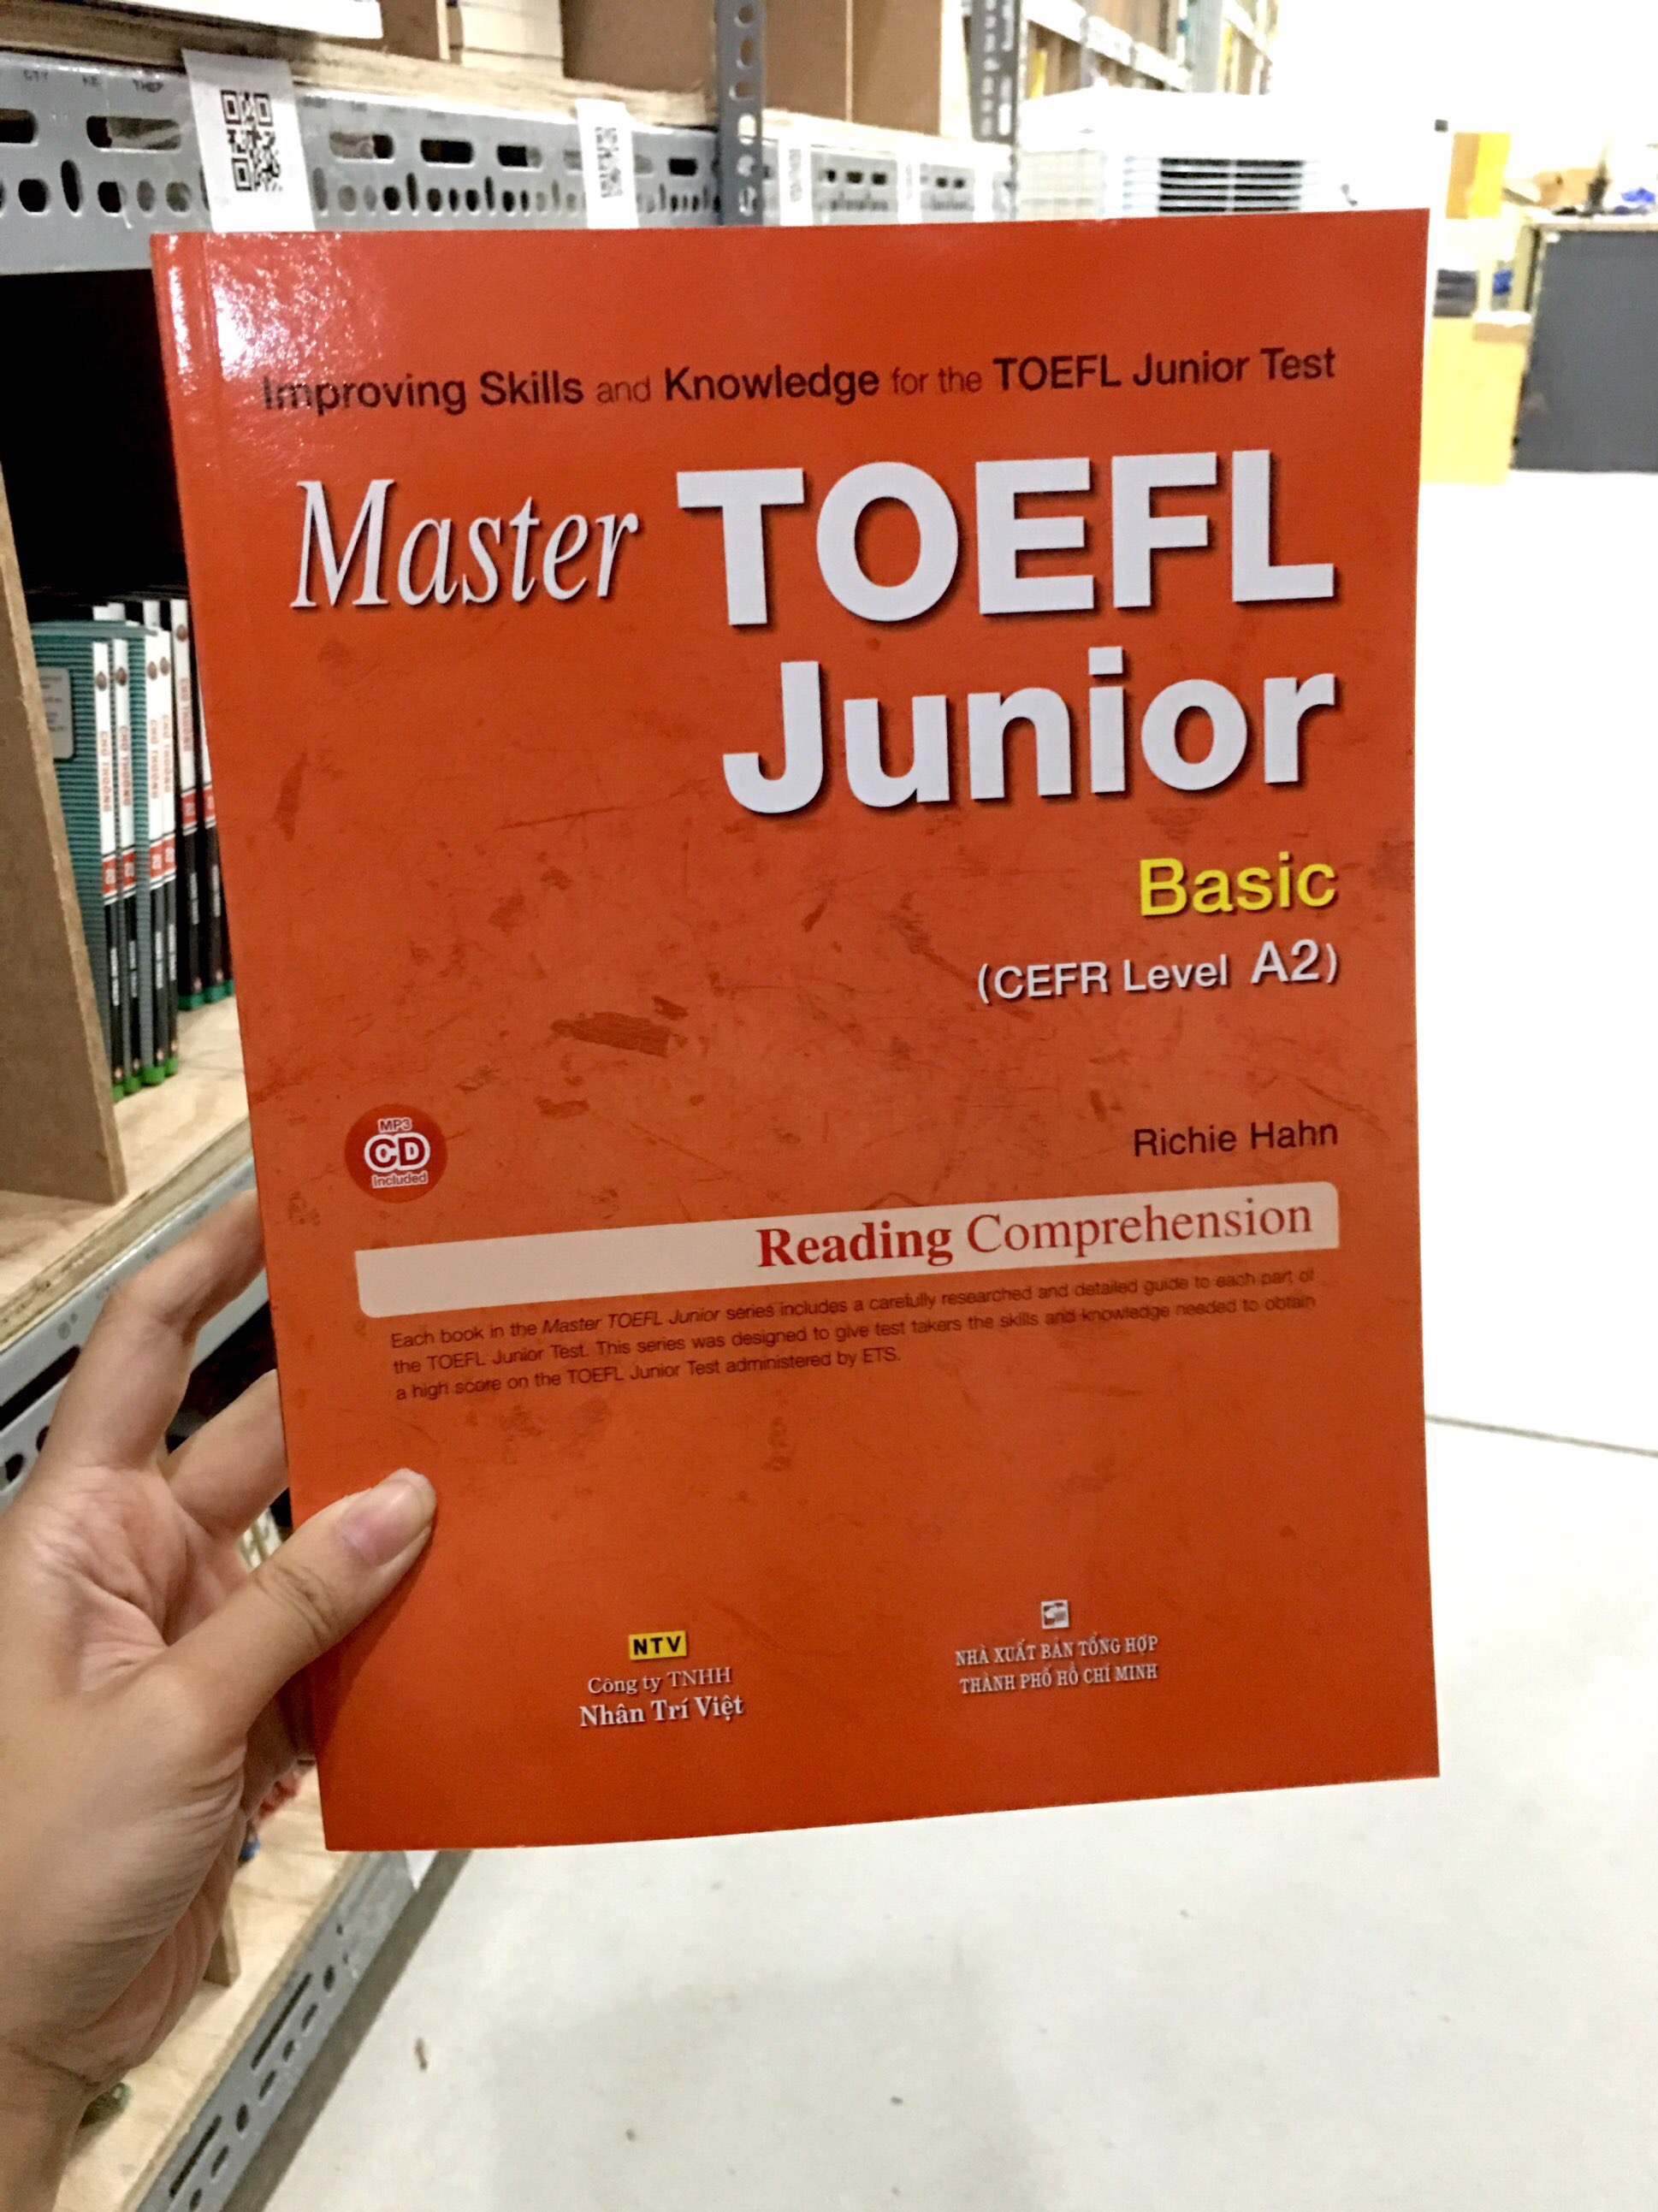 Improving Skills and Knowledge for the TOEFL Junior Test
Master TOEFL
Junior
Basic
(CEFR Level A2)
Richie Hahn
MP3
CD
included
Reading Comprehension
Each book in the Master TOEFL Junior series includes a carefully researched and detailed guide to each part of
the TOEFL Junior Test. This series was designed to give test takers the skills and knowledge needed to obtain
a high score on the TOEFL Junior Test administered by ETS.
NTV
Công ty TNHH
Nhân Trí Việt
NHÀ XUẤT BẢN TỔNG HỢP
THÀNH PHỐ HỒ CHÍ MINH